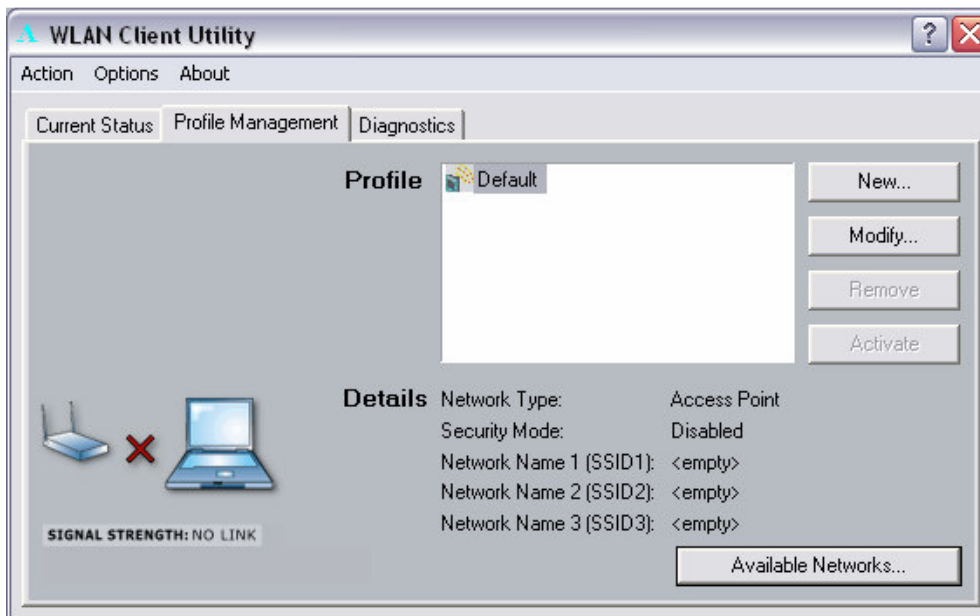 WLAN Client Utility
Action Options About
Current Status Profile Management Diagnostics
Profile Default New...
Modify...
Remove
Activate
Details Network Type: Access Point
Security Mode: Disabled
Network Name 1 (SSID1): <empty>
Network Name 2 (SSID2): <empty>
Network Name 3 (SSID3): <empty>
SIGNAL STRENGTH: NO LINK
Available Networks...